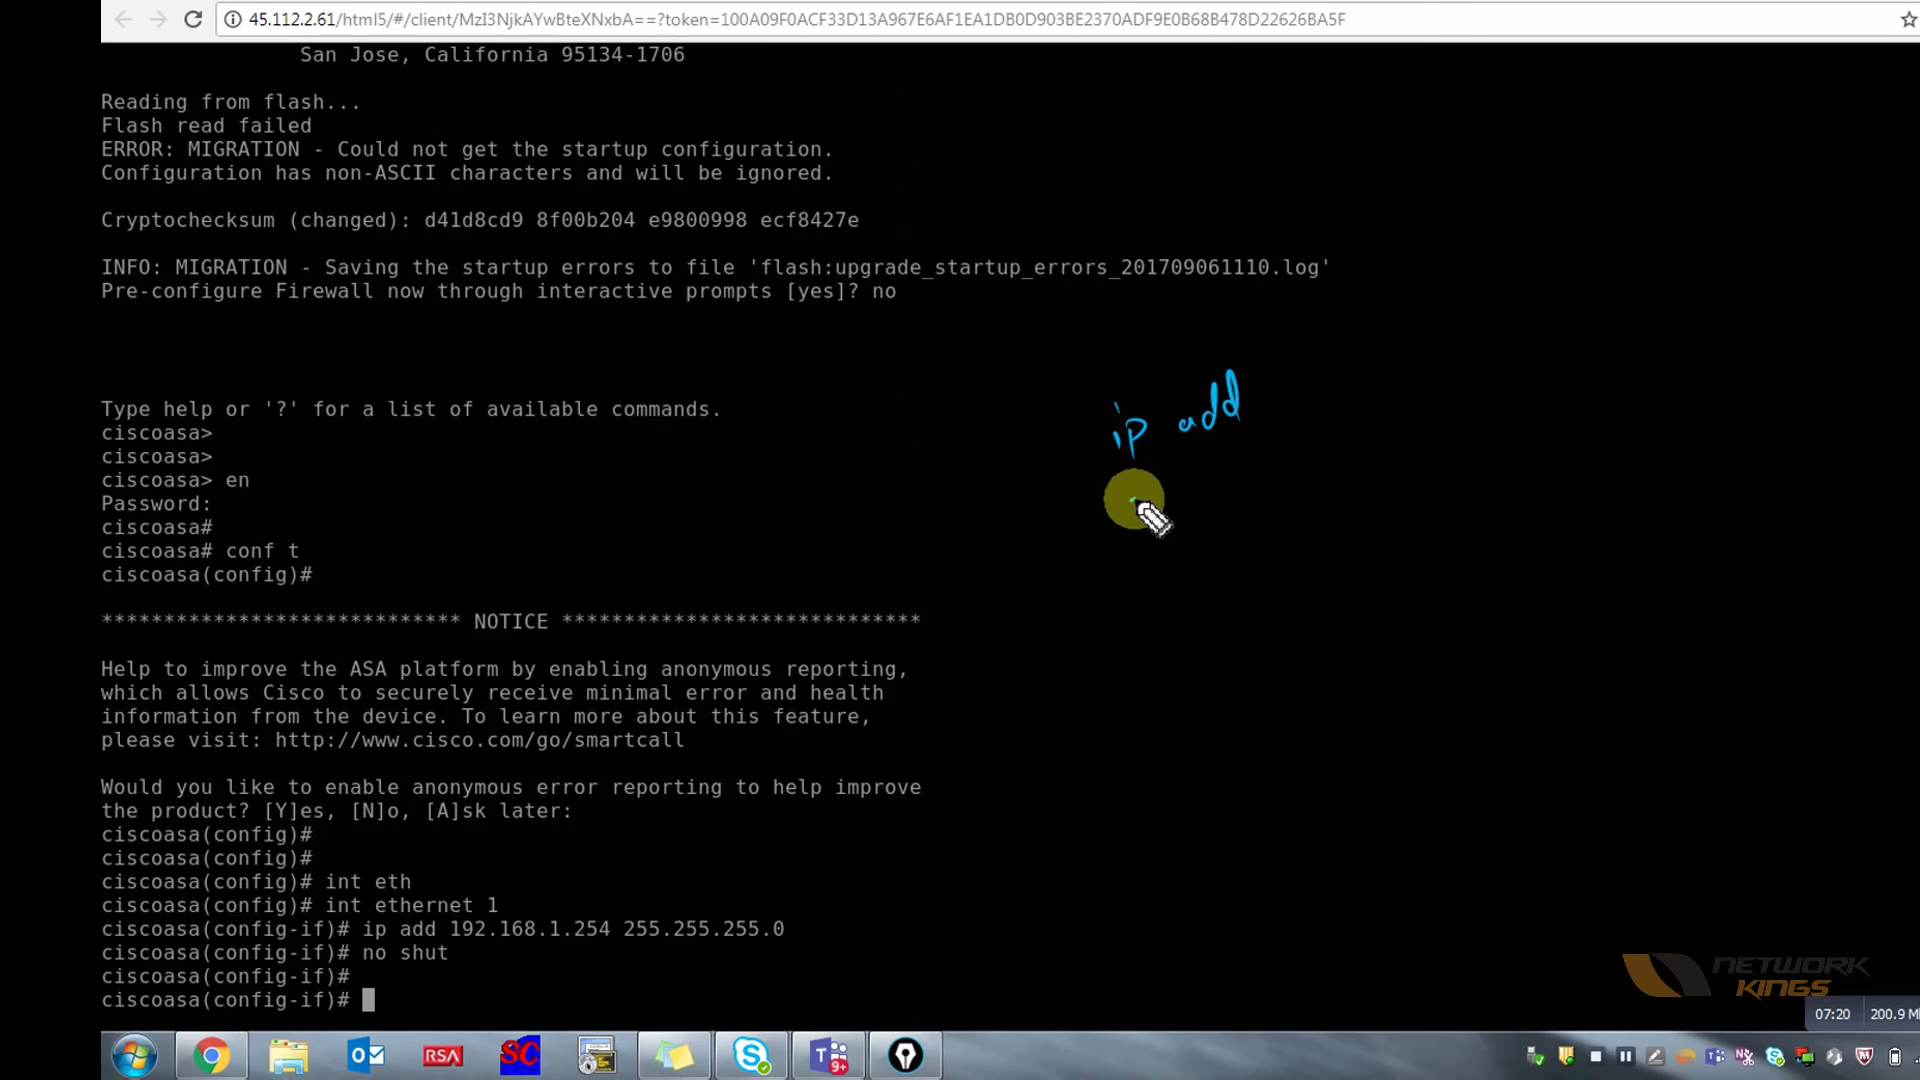 45.112.2.61/html5/#/client/MzI3NjkAYwBteXNxbA==?token=100A09F0ACF33D13A967E6AF1EA1DB0D903BE2370ADF9E0B68B478D22626BA5F
San Jose, California 95134-1706
Reading from flash...
Flash read failed
ERROR: MIGRATION - Could not get the startup configuration.
Configuration has non-ASCII characters and will be ignored.
Cryptochecksum (changed): d41d8cd9 8f00b204 e9800998 ecf8427e
INFO: MIGRATION - Saving the startup errors to file 'flash:upgrade_startup_errors_201709061110.log'
Pre-configure Firewall now through interactive prompts [yes]? no
ip add
Type help or '?' for a list of available commands.
ciscoasa>
ciscoasa>
ciscoasa> en
Password:
ciscoasa#
ciscoasa# conf t
ciscoasa(config)#
***************************** NOTICE *****************************
Help to improve the ASA platform by enabling anonymous reporting,
which allows Cisco to securely receive minimal error and health
information from the device. To learn more about this feature,
please visit: http://www.cisco.com/go/smartcall
Would you like to enable anonymous error reporting to help improve
the product? [Y]es, [N]o, [A]sk later:
ciscoasa(config)#
ciscoasa(config)#
ciscoasa(config)# int eth
ciscoasa(config)# int ethernet 1
ciscoasa(config-if)# ip add 192.168.1.254 255.255.255.0
ciscoasa(config-if)# no shut
ciscoasa(config-if)#
ciscoasa(config-if)#
NETWORK
KINGS
07:20 200.9 M
RSA
SC
9+